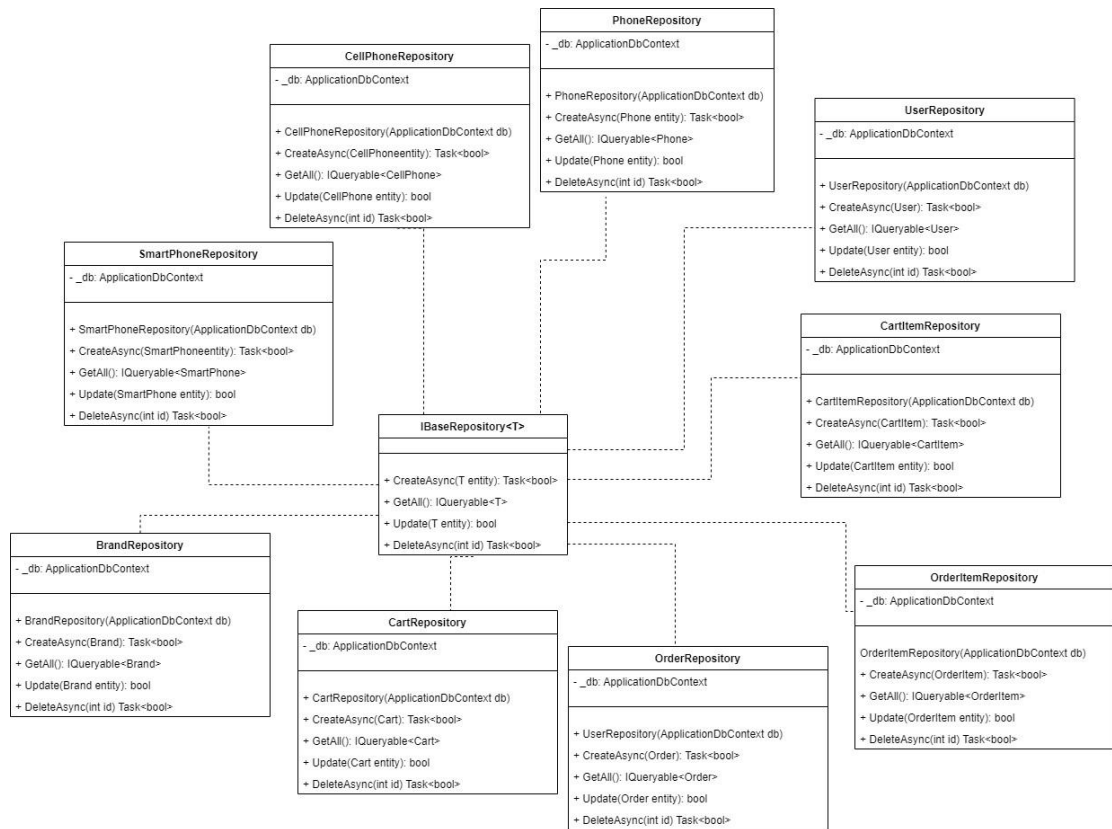 PhoneRepository
- _db: ApplicationDbContext
+ PhoneRepository(ApplicationDbContext db)
+ CreateAsync(Phone entity): Task<bool>
+ GetAll(): IQueryable<Phone>
+ Update(Phone entity): bool
+ DeleteAsync(int id) Task<bool>
CellPhoneRepository
- _db: ApplicationDbContext
+ CellPhoneRepository(ApplicationDbContext db)
+ CreateAsync(CellPhoneentity): Task<bool>
+ GetAll(): IQueryable<CellPhone>
+ Update(CellPhone entity): bool
+ DeleteAsync(int id) Task<bool>
UserRepository
- _db: ApplicationDbContext
+ UserRepository(ApplicationDbContext db)
+ CreateAsync(User): Task<bool>
+ GetAll(): IQueryable<User>
+ Update(User entity): bool
+ DeleteAsync(int id) Task<bool>
SmartPhoneRepository
- _db: ApplicationDbContext
+ SmartPhoneRepository(ApplicationDbContext db)
+ CreateAsync(SmartPhoneentity): Task<bool>
+ GetAll(): IQueryable<SmartPhone>
+ Update(SmartPhone entity): bool
+ DeleteAsync(int id) Task<bool>
CartItemRepository
- _db: ApplicationDbContext
+ CartItemRepository(ApplicationDbContext db)
+ CreateAsync(CartItem): Task<bool>
+ GetAll(): IQueryable<CartItem>
+ Update(CartItem entity): bool
+ DeleteAsync(int id) Task<bool>
IBaseRepository<T>
+ CreateAsync(T entity): Task<bool>
+ GetAll(): IQueryable<T>
+ Update(T entity): bool
+ DeleteAsync(int id) Task<bool>
BrandRepository
- _db: ApplicationDbContext
+ BrandRepository(ApplicationDbContext db)
+ CreateAsync(Brand): Task<bool>
+ GetAll(): IQueryable<Brand>
+ Update(Brand entity): bool
+ DeleteAsync(int id) Task<bool>
CartRepository
- _db: ApplicationDbContext
+ CartRepository(ApplicationDbContext db)
+ CreateAsync(Cart): Task<bool>
+ GetAll(): IQueryable<Cart>
+ Update(Cart entity): bool
+ DeleteAsync(int id) Task<bool>
OrderRepository
- _db: ApplicationDbContext
+ UserRepository(ApplicationDbContext db)
+ CreateAsync(Order): Task<bool>
+ GetAll(): IQueryable<Order>
+ Update(Order entity): bool
+ DeleteAsync(int id) Task<bool>
OrderItemRepository
- _db: ApplicationDbContext
OrderItemRepository(ApplicationDbContext db)
+ CreateAsync(OrderItem): Task<bool>
+ GetAll(): IQueryable<OrderItem>
+ Update(OrderItem entity): bool
+ DeleteAsync(int id) Task<bool>